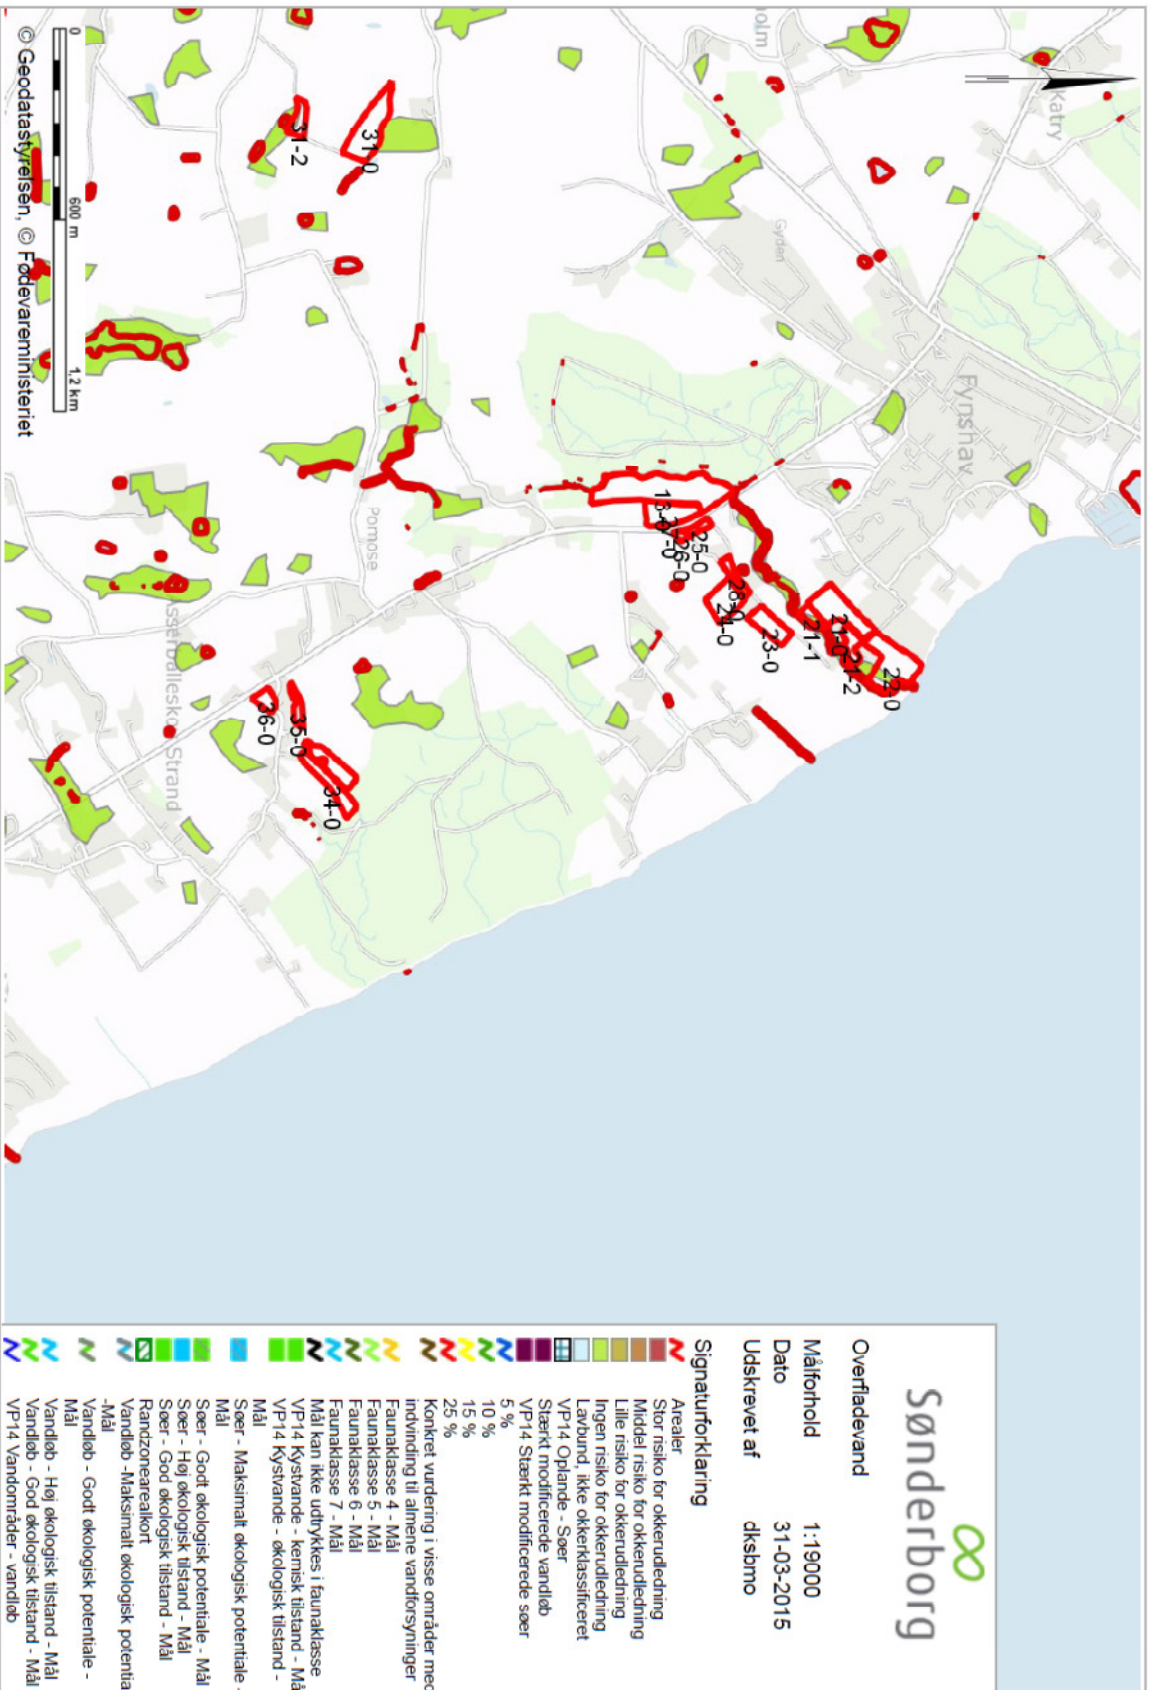 Sønderborg
Overfladevand
Målforhold 1:19000
Dato 31-03-2015
Udskrevet af dksbmo
Signaturforklaring
Arealer
Stor risiko for okkerudledning
Middel risiko for okkerudledning
Lille risiko for okkerudledning
Ingen risiko for okkerudledning
Lavbund, ikke okkerklassificeret
VP14 Oplande - Søer
Stærkt modificerede vandløb
VP14 Stærkt modificerede søer
5 %
10 %
15 %
25 %
Konkret vurdering i visse områder med
indvinding til almene vandforsyninger
Faunaklasse 4 - Mål
Faunaklasse 5 - Mål
Faunaklasse 6 - Mål
Faunaklasse 7 - Mål
Mål kan ikke udtrykkes i faunaklasse
VP14 Kystvande - kemisk tilstand - Må
VP14 Kystvande - økologisk tilstand -
Mål
Søer - Maksimalt økologisk potentiale -
Mål
Søer - Godt økologisk potentiale - Mål
Søer - Høj økologisk tilstand - Mål
Søer - God økologisk tilstand - Mål
Randzonearealkort
Vandløb -Maksimalt økologisk potentia
-Mål
Vandløb - Godt økologisk potentiale -
Mål
Vandløb - Høj økologisk tilstand - Mål
Vandløb - God økologisk tilstand - Mål
VP14 Vandområder - vandløb
Katry
olm
Gyden
Fynshav
Pomose
sserballesko
Strand
31-0
31-2
25-0
26-0
28-0
24-0
23-0
21-1
21-0
21-2
22-0
36-0
35-0
34-0
0
600 m
1,2 km
© Geodatastyrelsen, © Fødevareministeriet